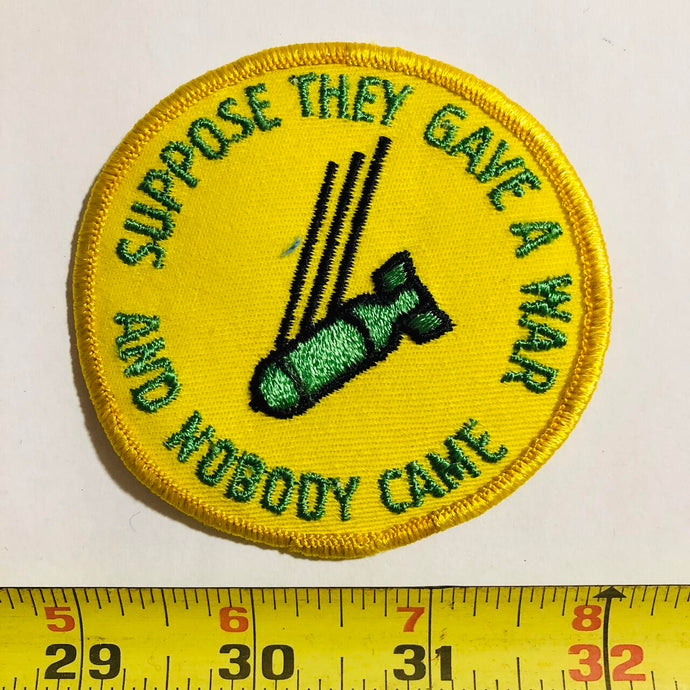 SUPPOSE THEY GAVE A WAR
AND NOBODY CAME
5 6 7 8
29 30 31 32